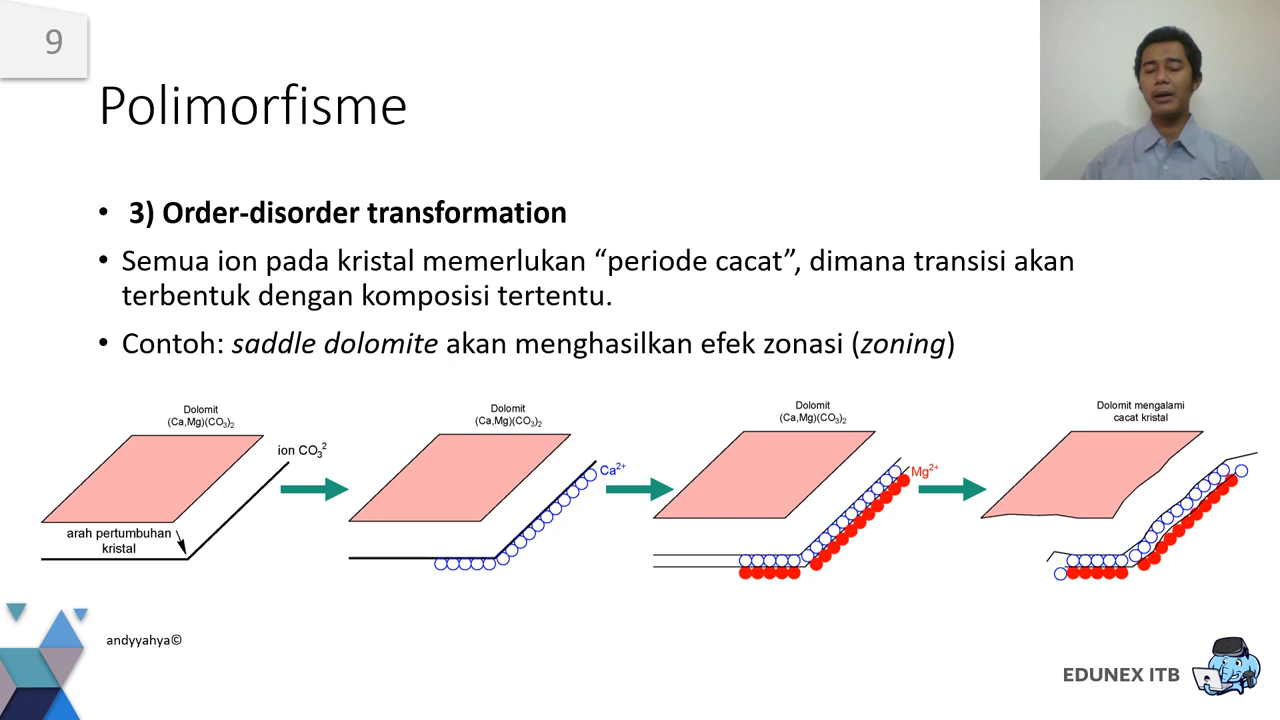 9
Polimorfisme
• 3) Order-disorder transformation
• Semua ion pada kristal memerlukan “periode cacat”, dimana transisi akan
terbentuk dengan komposisi tertentu.
• Contoh: saddle dolomite akan menghasilkan efek zonasi (zoning)
Dolomit
(Ca,Mg)(CO₃)₂
ion CO₃²
arah pertumbuhan
kristal
Dolomit
(Ca,Mg)(CO₃)₂
Ca²⁺
Dolomit
(Ca,Mg)(CO₃)₂
Mg²⁺
Dolomit mengalami
cacat kristal
andyyahya©
EDUNEX ITB